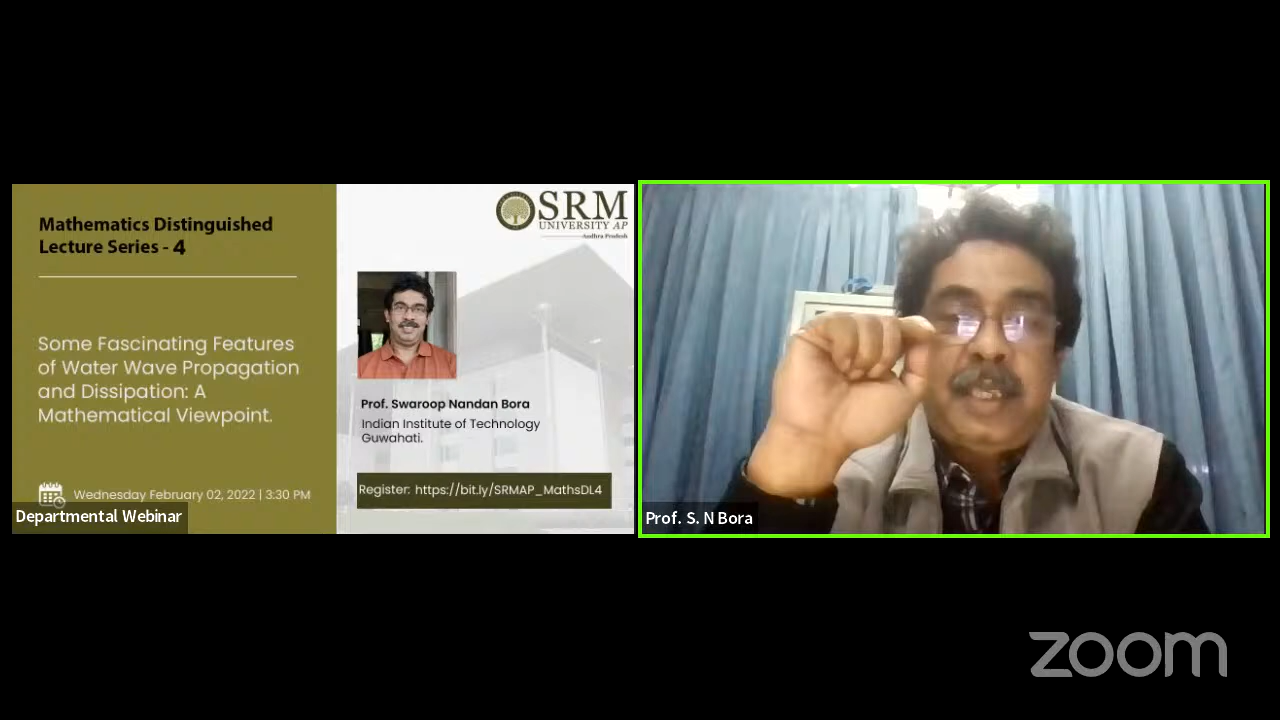 Mathematics Distinguished
Lecture Series - 4
Some Fascinating Features
of Water Wave Propagation
and Dissipation: A
Mathematical Viewpoint.
Wednesday February 02, 2022 | 3:30 PM
Departmental Webinar
SRM
UNIVERSITY AP
Andhra Pradesh
Prof. Swaroop Nandan Bora
Indian Institute of Technology
Guwahati.
Register: https://bit.ly/SRMAP_MathsDL4
Prof. S. N Bora
zoom